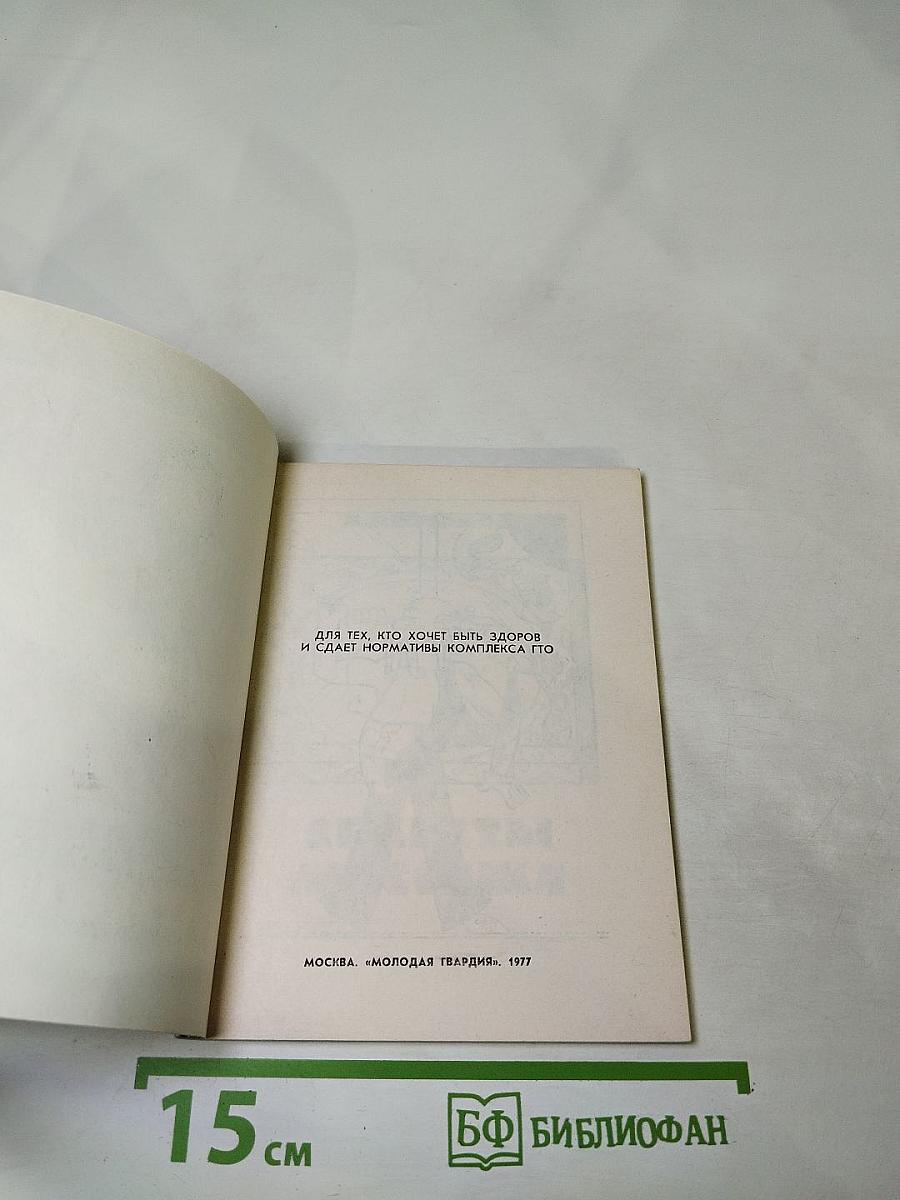 ДЛЯ ТЕХ, КТО ХОЧЕТ БЫТЬ ЗДОРОВ
И СДАЕТ НОРМАТИВЫ КОМПЛЕКСА ГТО
МОСКВА. «МОЛОДАЯ ГВАРДИЯ». 1977
15 см
БФ БИБЛИОФАН